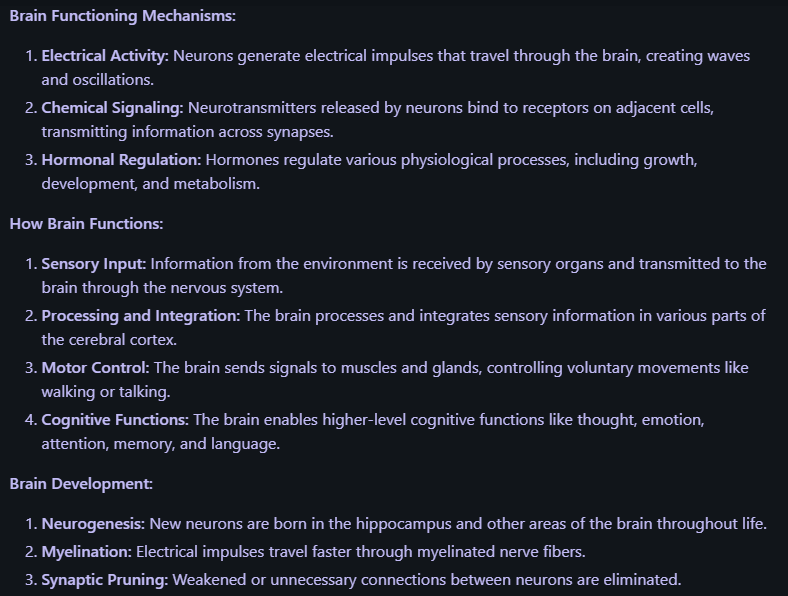 Brain Functioning Mechanisms:
1. Electrical Activity: Neurons generate electrical impulses that travel through the brain, creating waves
and oscillations.
2. Chemical Signaling: Neurotransmitters released by neurons bind to receptors on adjacent cells,
transmitting information across synapses.
3. Hormonal Regulation: Hormones regulate various physiological processes, including growth,
development, and metabolism.
How Brain Functions:
1. Sensory Input: Information from the environment is received by sensory organs and transmitted to the
brain through the nervous system.
2. Processing and Integration: The brain processes and integrates sensory information in various parts of
the cerebral cortex.
3. Motor Control: The brain sends signals to muscles and glands, controlling voluntary movements like
walking or talking.
4. Cognitive Functions: The brain enables higher-level cognitive functions like thought, emotion,
attention, memory, and language.
Brain Development:
1. Neurogenesis: New neurons are born in the hippocampus and other areas of the brain throughout life.
2. Myelination: Electrical impulses travel faster through myelinated nerve fibers.
3. Synaptic Pruning: Weakened or unnecessary connections between neurons are eliminated.